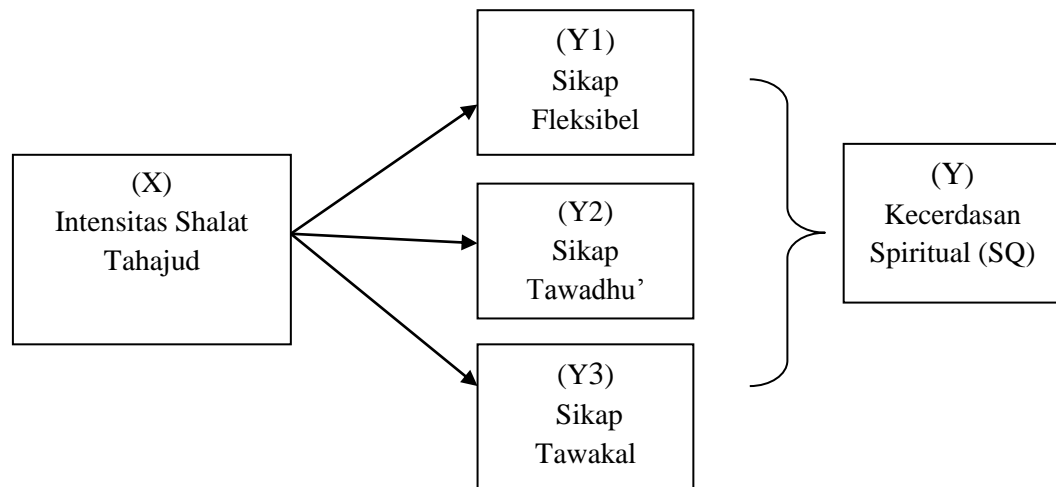 (X)
Intensitas Shalat
Tahajud
(Y1)
Sikap
Fleksibel
(Y2)
Sikap
Tawadhu’
(Y3)
Sikap
Tawakal
(Y)
Kecerdasan
Spiritual (SQ)